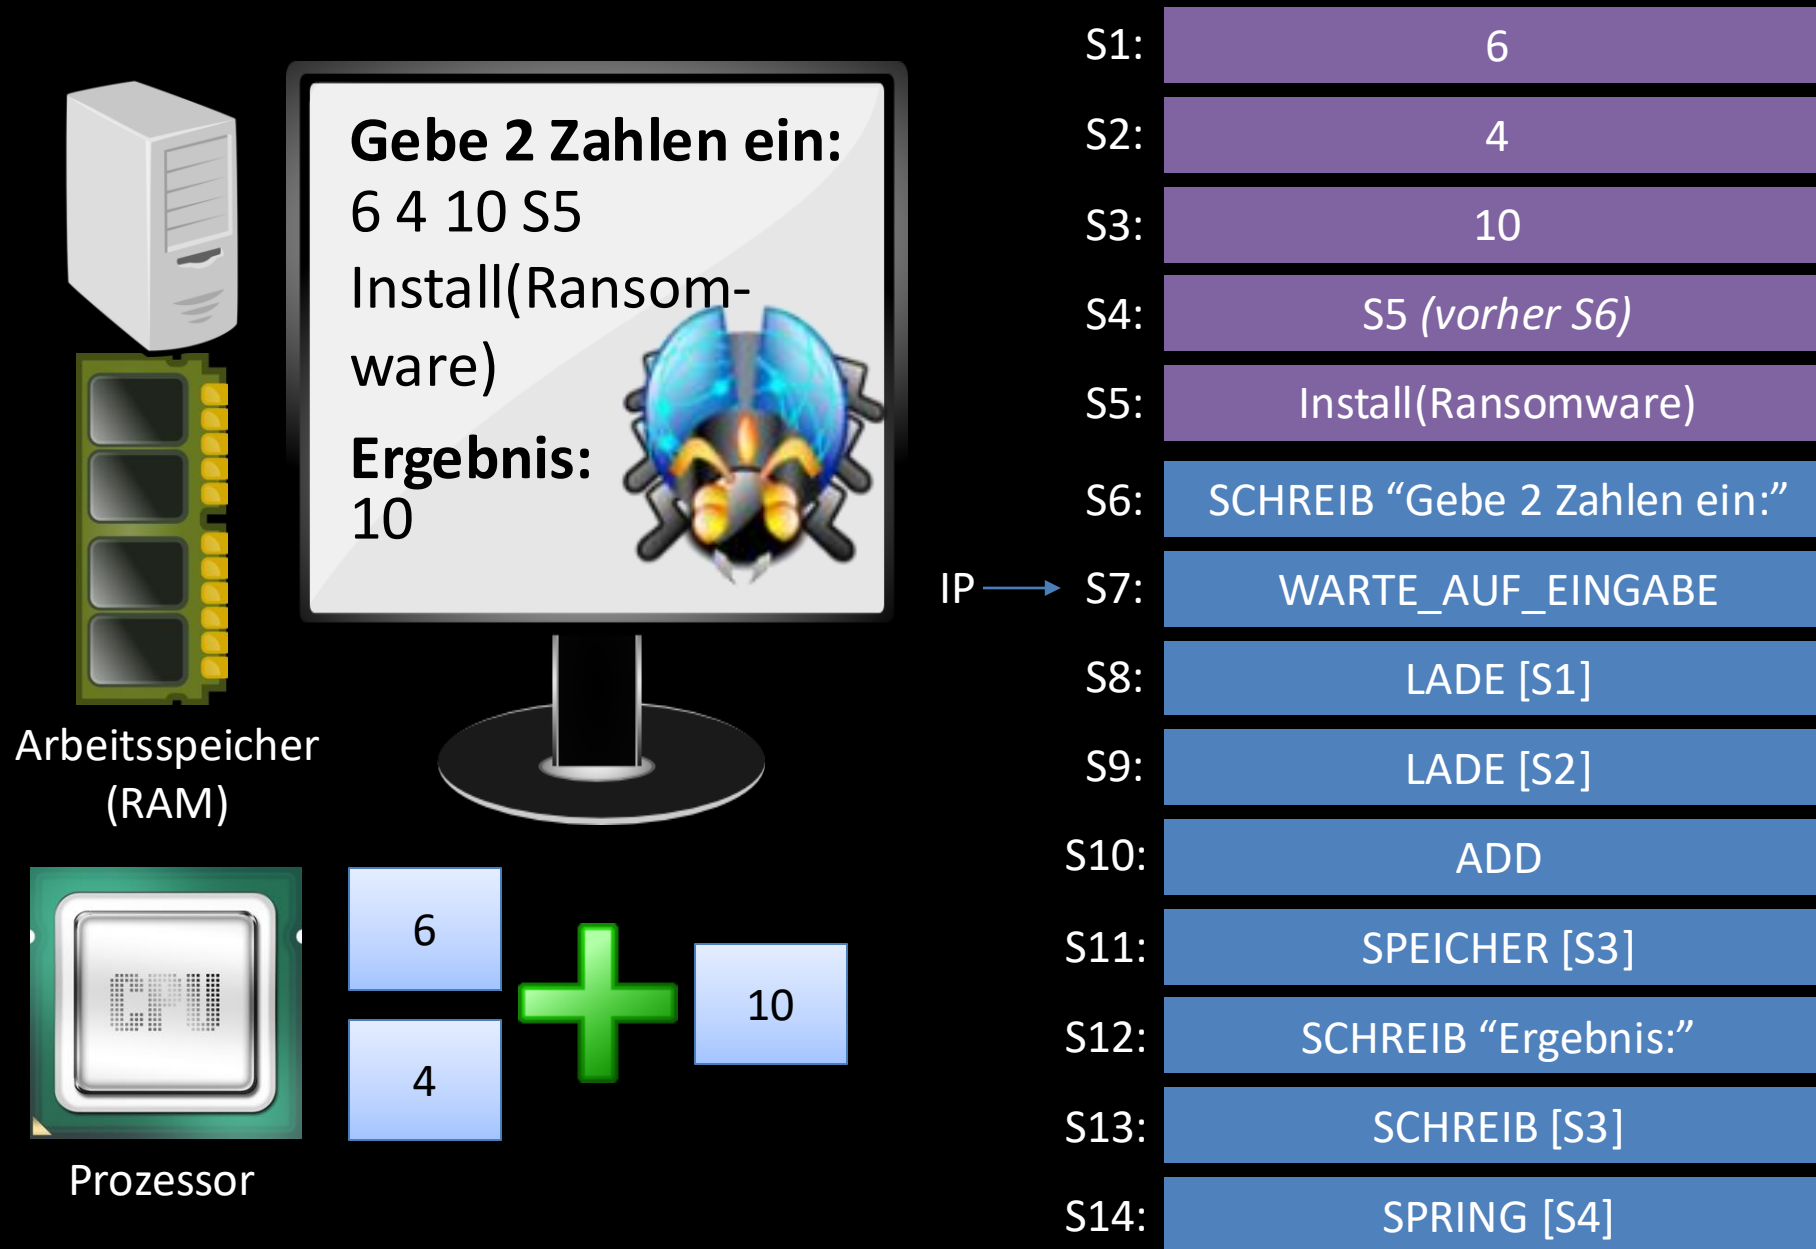 Gebe 2 Zahlen ein:
6 4 10 S5
Install(Ransom-
ware)
Ergebnis:
10
Arbeitsspeicher
(RAM)
CPU
Prozessor
6
4
10
IP
S1: 6
S2: 4
S3: 10
S4: S5 (vorher S6)
S5: Install(Ransomware)
S6: SCHREIB “Gebe 2 Zahlen ein:”
S7: WARTE_AUF_EINGABE
S8: LADE [S1]
S9: LADE [S2]
S10: ADD
S11: SPEICHER [S3]
S12: SCHREIB “Ergebnis:”
S13: SCHREIB [S3]
S14: SPRING [S4]